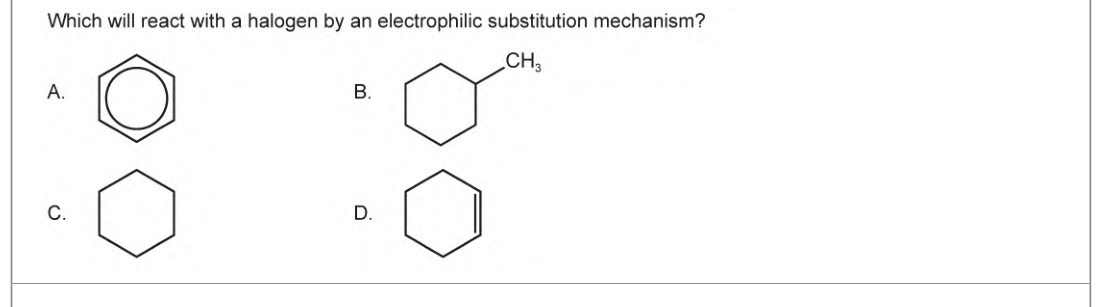 Which will react with a halogen by an electrophilic substitution mechanism?
A.
B.
CH₃
C.
D.